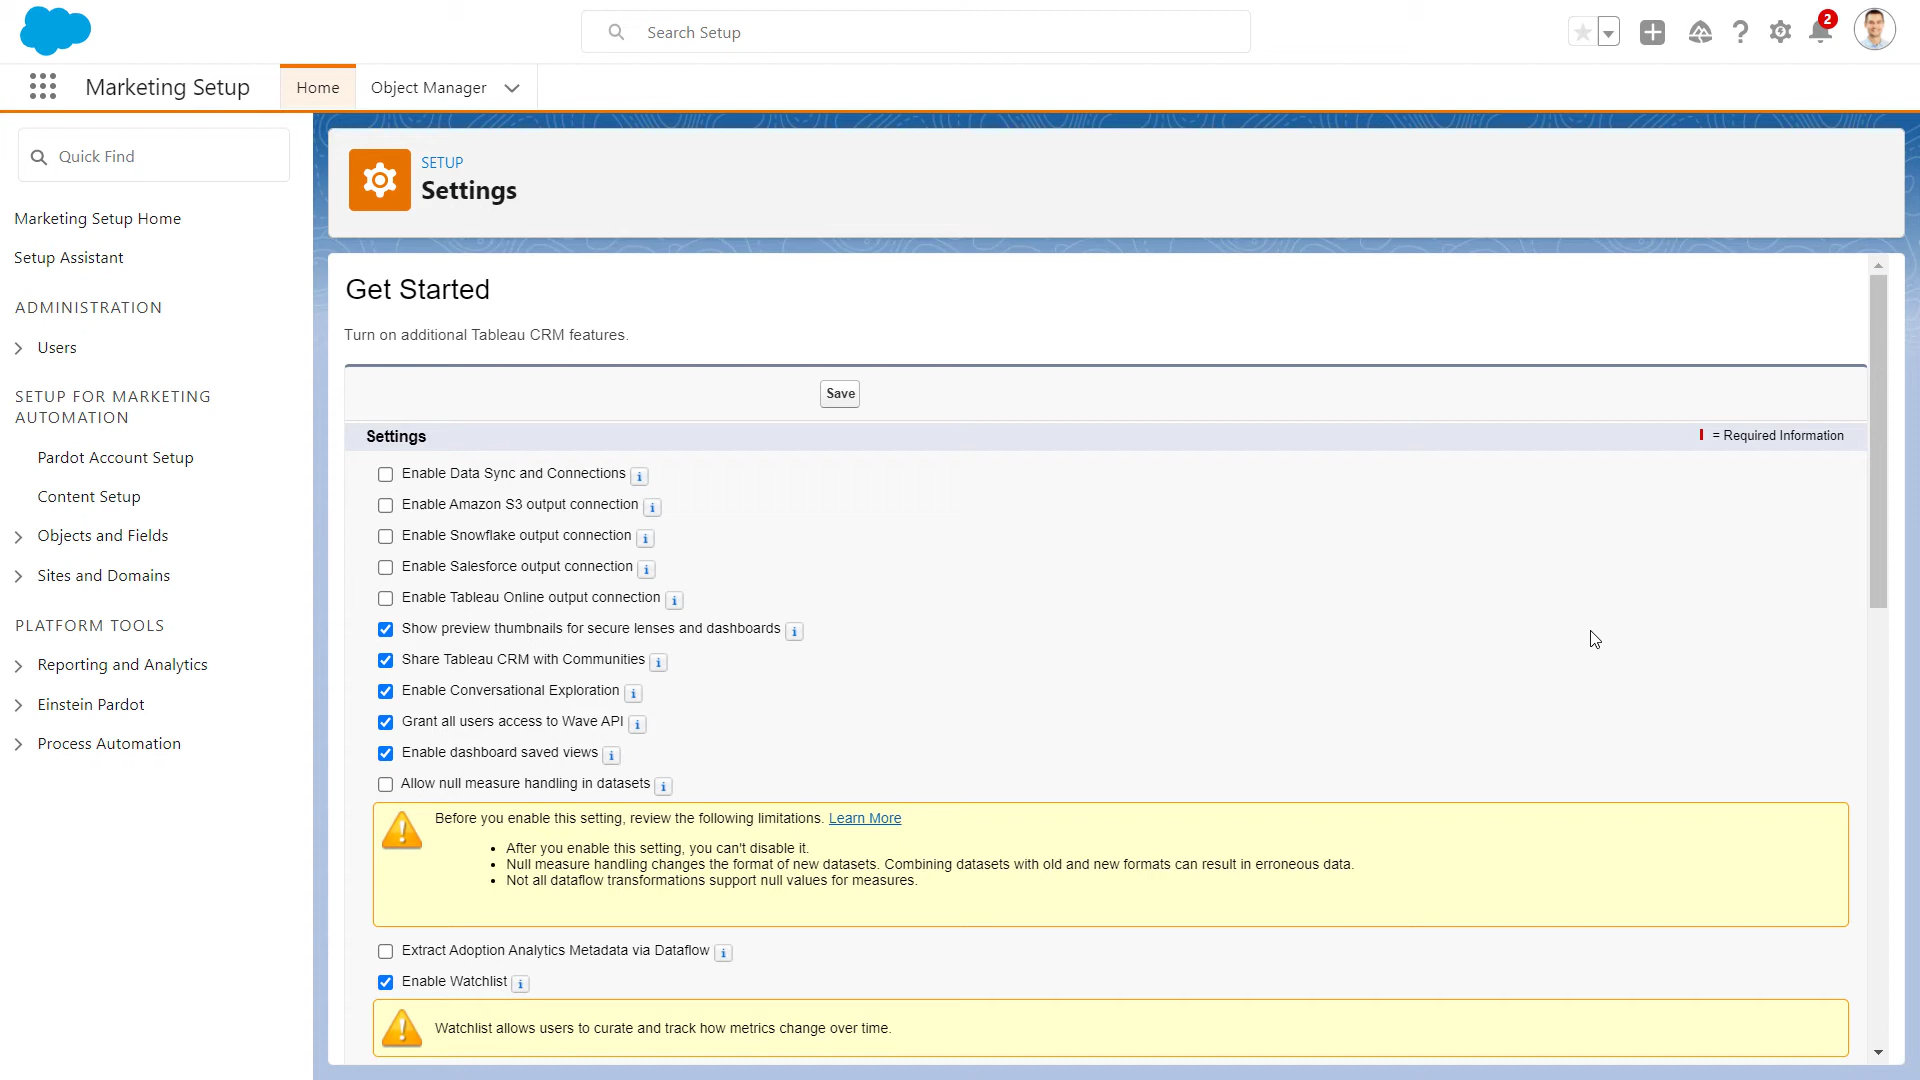 Search Setup
2
Marketing Setup
Home
Object Manager
Quick Find
Marketing Setup Home
Setup Assistant
ADMINISTRATION
Users
SETUP FOR MARKETING
AUTOMATION
Pardot Account Setup
Content Setup
Objects and Fields
Sites and Domains
PLATFORM TOOLS
Reporting and Analytics
Einstein Pardot
Process Automation
SETUP
Settings
Get Started
Turn on additional Tableau CRM features.
Save
Settings
= Required Information
Enable Data Sync and Connections i
Enable Amazon S3 output connection i
Enable Snowflake output connection i
Enable Salesforce output connection i
Enable Tableau Online output connection i
Show preview thumbnails for secure lenses and dashboards i
Share Tableau CRM with Communities i
Enable Conversational Exploration i
Grant all users access to Wave API i
Enable dashboard saved views i
Allow null measure handling in datasets i
Before you enable this setting, review the following limitations. Learn More
• After you enable this setting, you can't disable it.
• Null measure handling changes the format of new datasets. Combining datasets with old and new formats can result in erroneous data.
• Not all dataflow transformations support null values for measures.
Extract Adoption Analytics Metadata via Dataflow i
Enable Watchlist i
Watchlist allows users to curate and track how metrics change over time.